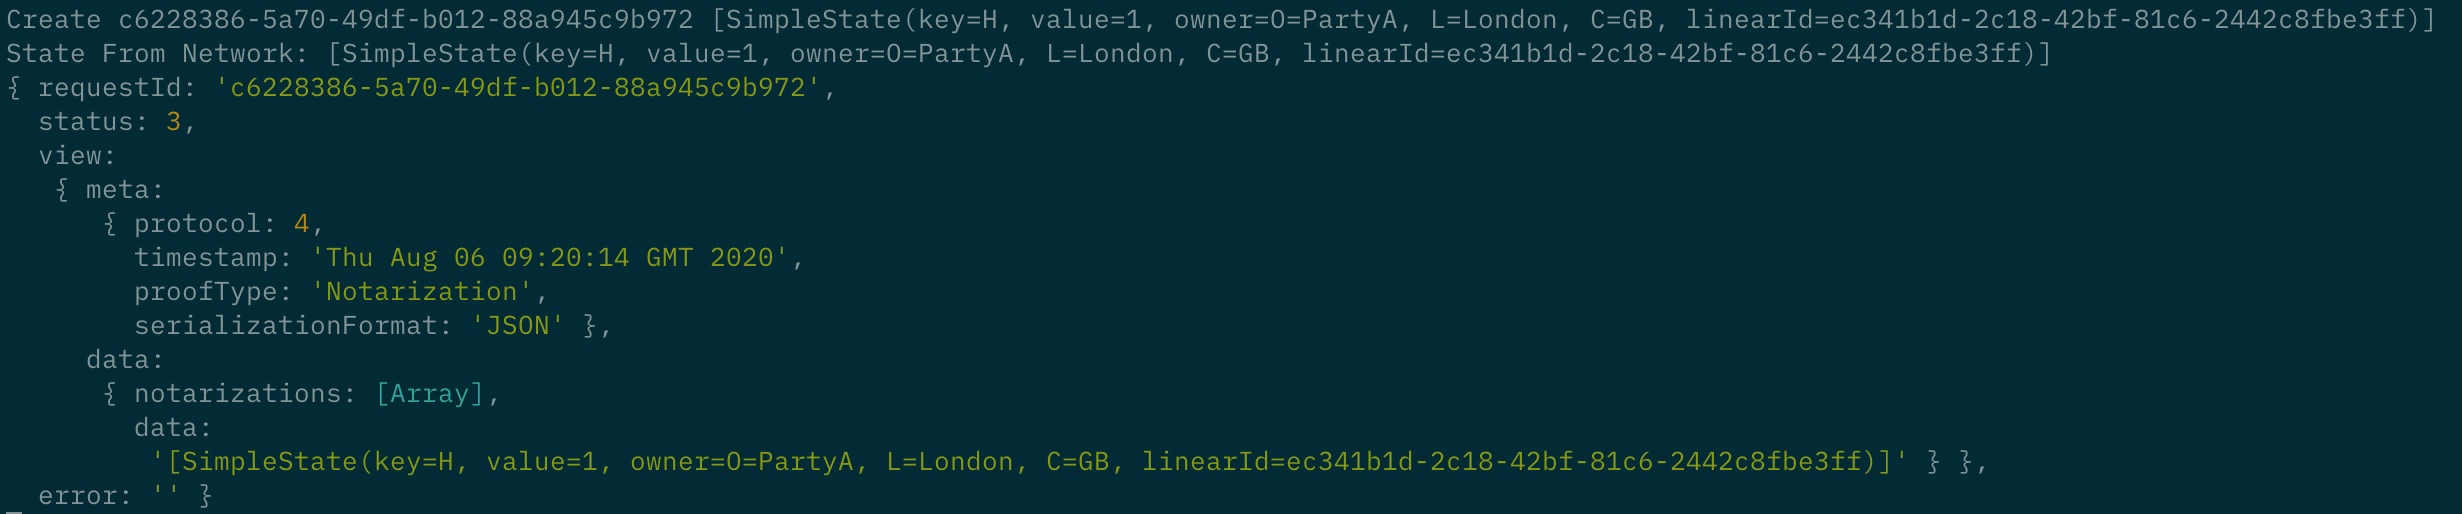 Create c6228386-5a70-49df-b012-88a945c9b972 [SimpleState(key=H, value=1, owner=O=PartyA, L=London, C=GB, linearId=ec341b1d-2c18-42bf-81c6-2442c8fbe3ff)]
State From Network: [SimpleState(key=H, value=1, owner=O=PartyA, L=London, C=GB, linearId=ec341b1d-2c18-42bf-81c6-2442c8fbe3ff)]
{ requestId: 'c6228386-5a70-49df-b012-88a945c9b972',
  status: 3,
  view:
   { meta:
      { protocol: 4,
        timestamp: 'Thu Aug 06 09:20:14 GMT 2020',
        proofType: 'Notarization',
        serializationFormat: 'JSON' },
     data:
      { notarizations: [Array],
        data:
         '[SimpleState(key=H, value=1, owner=O=PartyA, L=London, C=GB, linearId=ec341b1d-2c18-42bf-81c6-2442c8fbe3ff)]' } },
  error: '' }